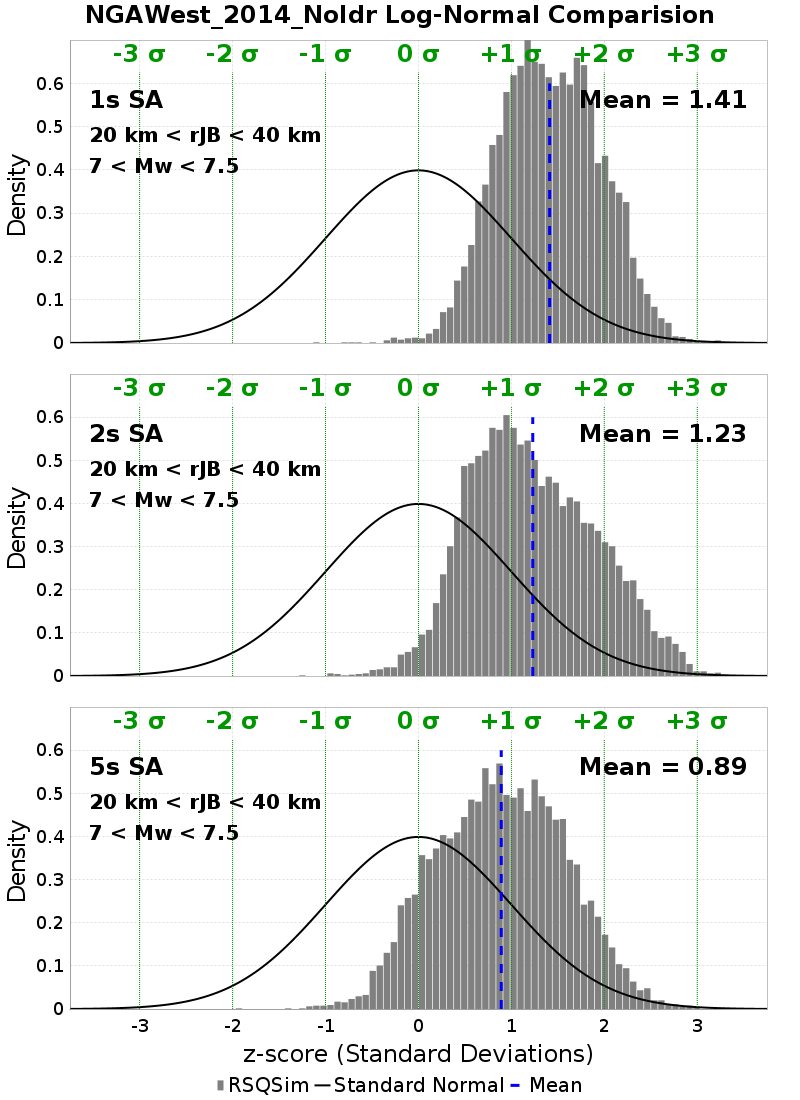 NGAWest_2014_NoIdr Log-Normal Comparision
-3 σ -2 σ -1 σ 0 σ +1 σ +2 σ +3 σ
1s SA Mean = 1.41
20 km < rJB < 40 km
7 < Mw < 7.5
Density
0.6
0.5
0.4
0.3
0.2
0.1
0
-3 σ -2 σ -1 σ 0 σ +1 σ +2 σ +3 σ
2s SA Mean = 1.23
20 km < rJB < 40 km
7 < Mw < 7.5
Density
0.6
0.5
0.4
0.3
0.2
0.1
0
-3 σ -2 σ -1 σ 0 σ +1 σ +2 σ +3 σ
5s SA Mean = 0.89
20 km < rJB < 40 km
7 < Mw < 7.5
Density
0.6
0.5
0.4
0.3
0.2
0.1
0
-3 -2 -1 0 1 2 3
z-score (Standard Deviations)
RSQSim Standard Normal Mean